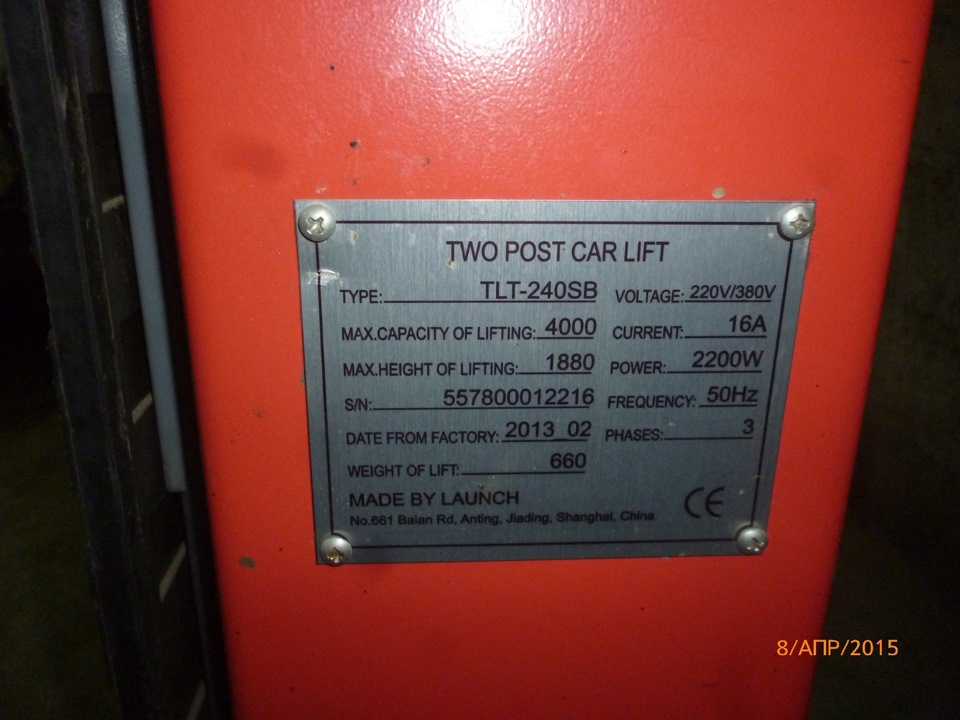 TWO POST CAR LIFT
TYPE: TLT-240SB VOLTAGE: 220V/380V
MAX.CAPACITY OF LIFTING: 4000 CURRENT: 16A
MAX.HEIGHT OF LIFTING: 1880 POWER: 2200W
S/N: 557800012216 FREQUENCY: 50Hz
DATE FROM FACTORY: 2013_02 PHASES: 3
WEIGHT OF LIFT: 660
MADE BY LAUNCH CE
No.661 Baian Rd, Anting, Jiading, Shanghai, China
8/АПР/2015